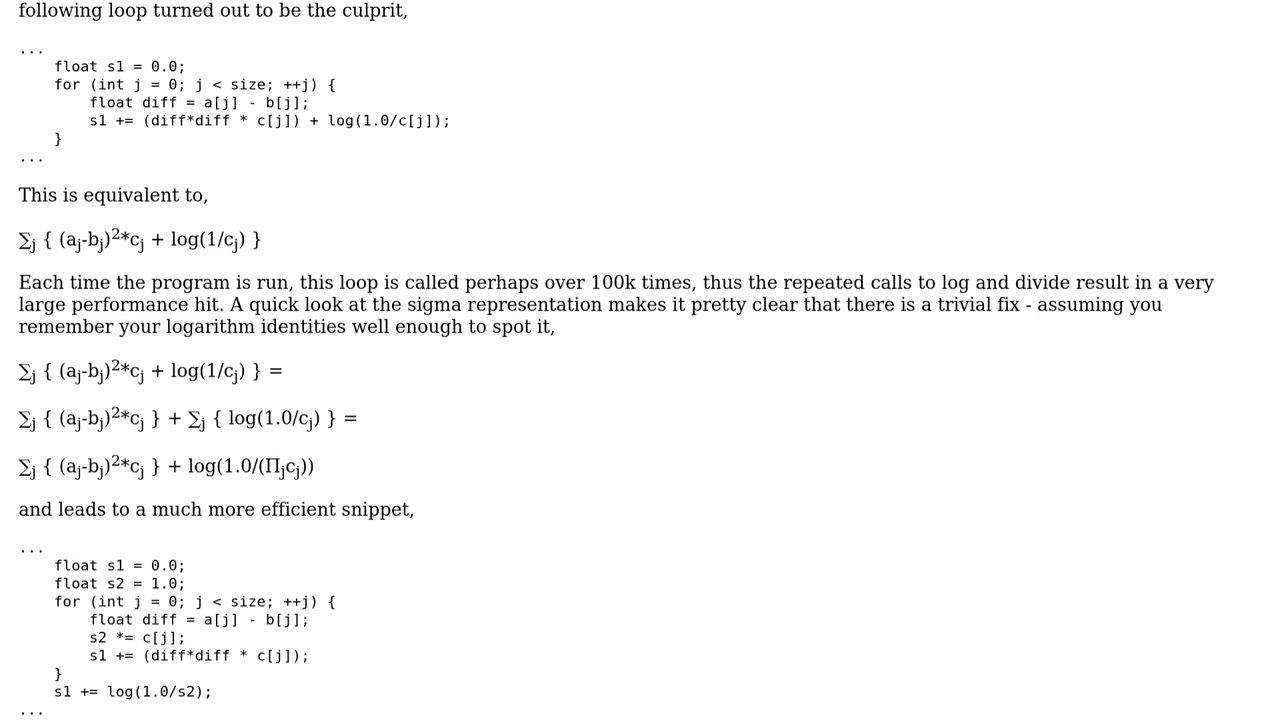 following loop turned out to be the culprit,
...
    float s1 = 0.0;
    for (int j = 0; j < size; ++j) {
        float diff = a[j] - b[j];
        s1 += (diff*diff * c[j]) + log(1.0/c[j]);
    }
...
This is equivalent to,
∑j { (aj-bj)2*cj + log(1/cj) }
Each time the program is run, this loop is called perhaps over 100k times, thus the repeated calls to log and divide result in a very
large performance hit. A quick look at the sigma representation makes it pretty clear that there is a trivial fix - assuming you
remember your logarithm identities well enough to spot it,
∑j { (aj-bj)2*cj + log(1/cj) } =
∑j { (aj-bj)2*cj } + ∑j { log(1.0/cj) } =
∑j { (aj-bj)2*cj } + log(1.0/(∏jcj))
and leads to a much more efficient snippet,
...
    float s1 = 0.0;
    float s2 = 1.0;
    for (int j = 0; j < size; ++j) {
        float diff = a[j] - b[j];
        s2 *= c[j];
        s1 += (diff*diff * c[j]);
    }
    s1 += log(1.0/s2);
...